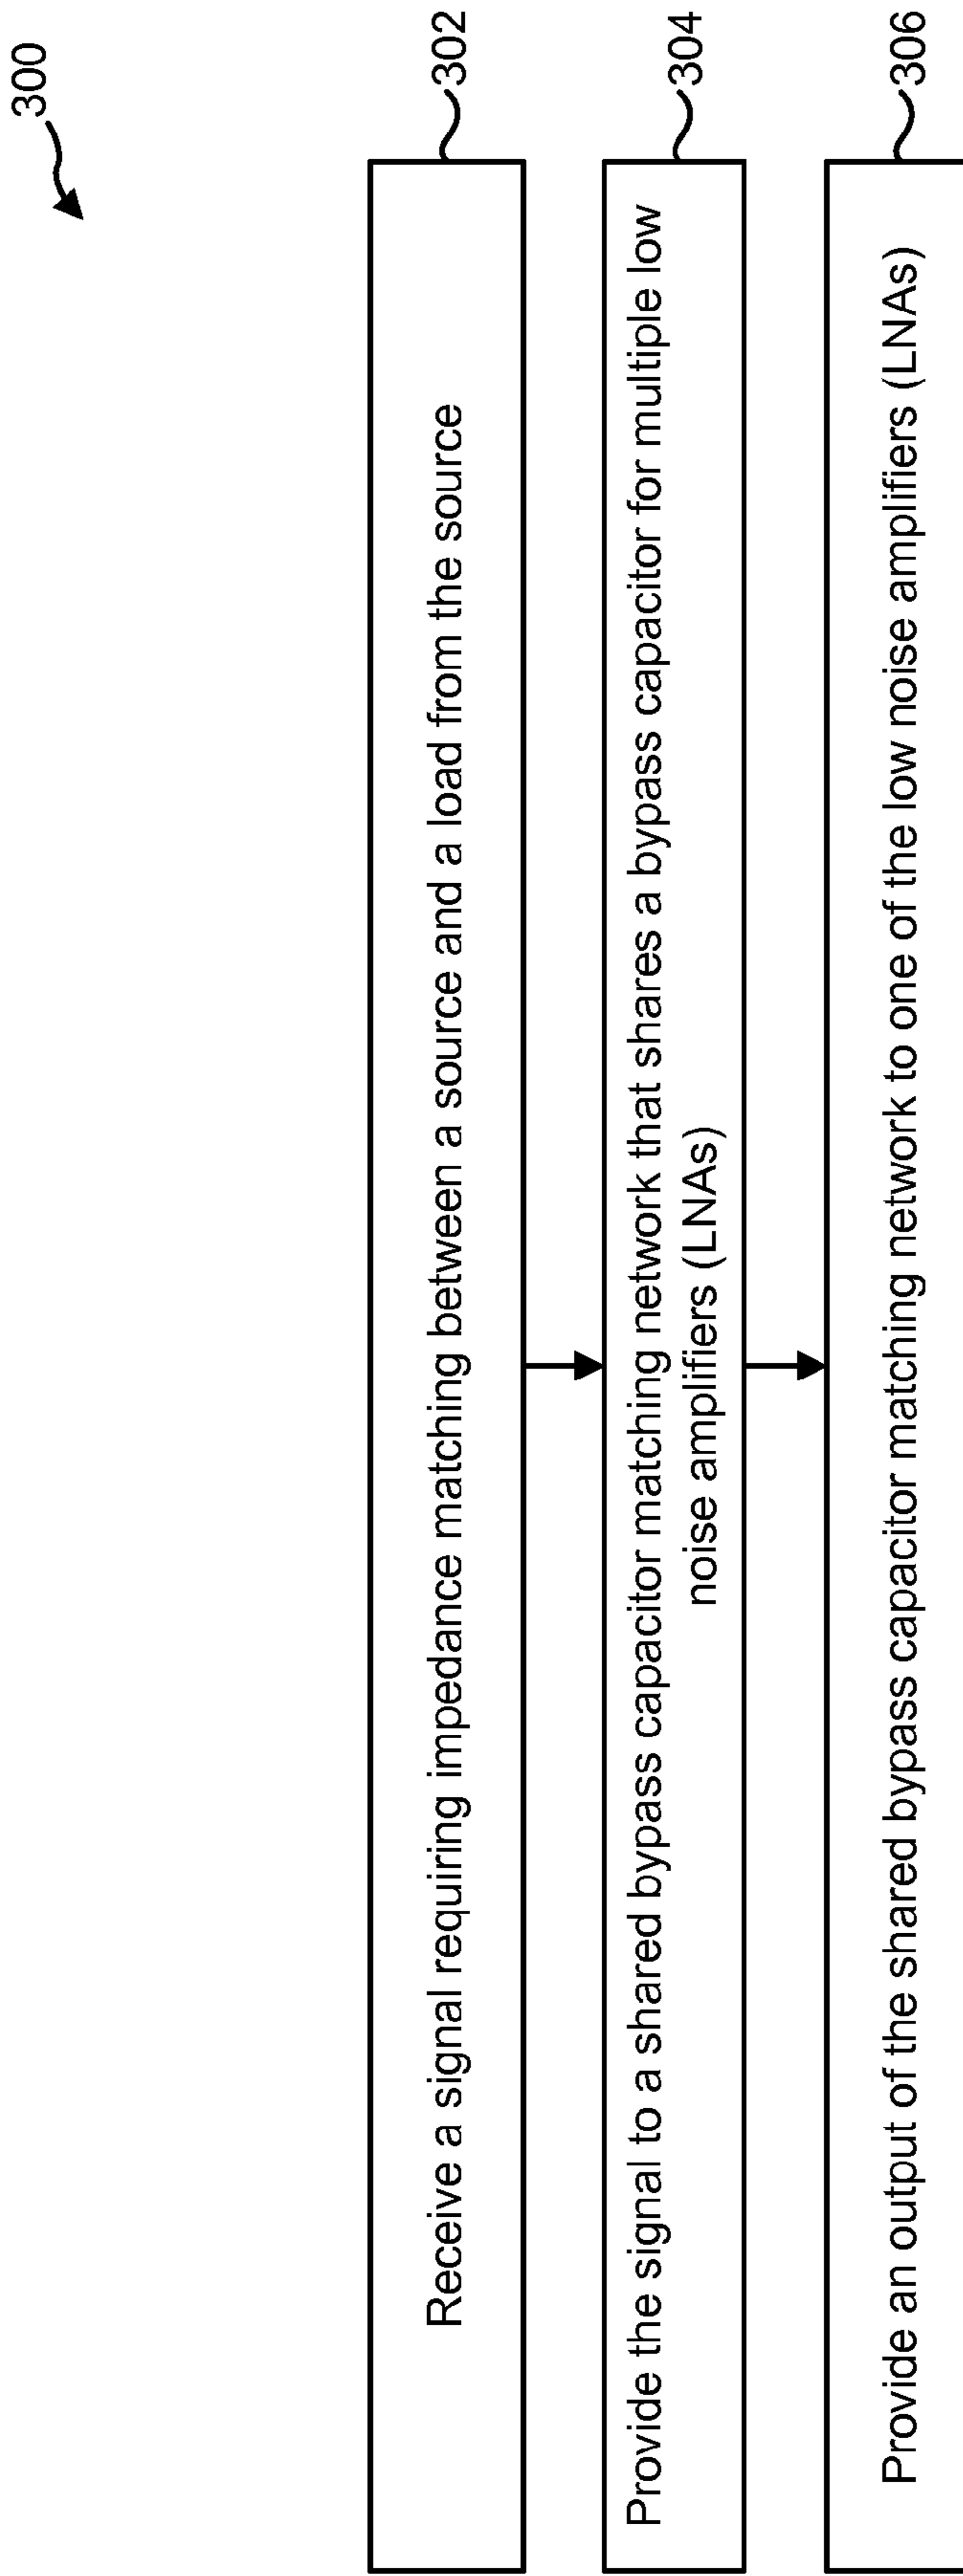 300
Receive a signal requiring impedance matching between a source and a load from the source
302
Provide the signal to a shared bypass capacitor matching network that shares a bypass capacitor for multiple low
noise amplifiers (LNAs)
304
Provide an output of the shared bypass capacitor matching network to one of the low noise amplifiers (LNAs)
306